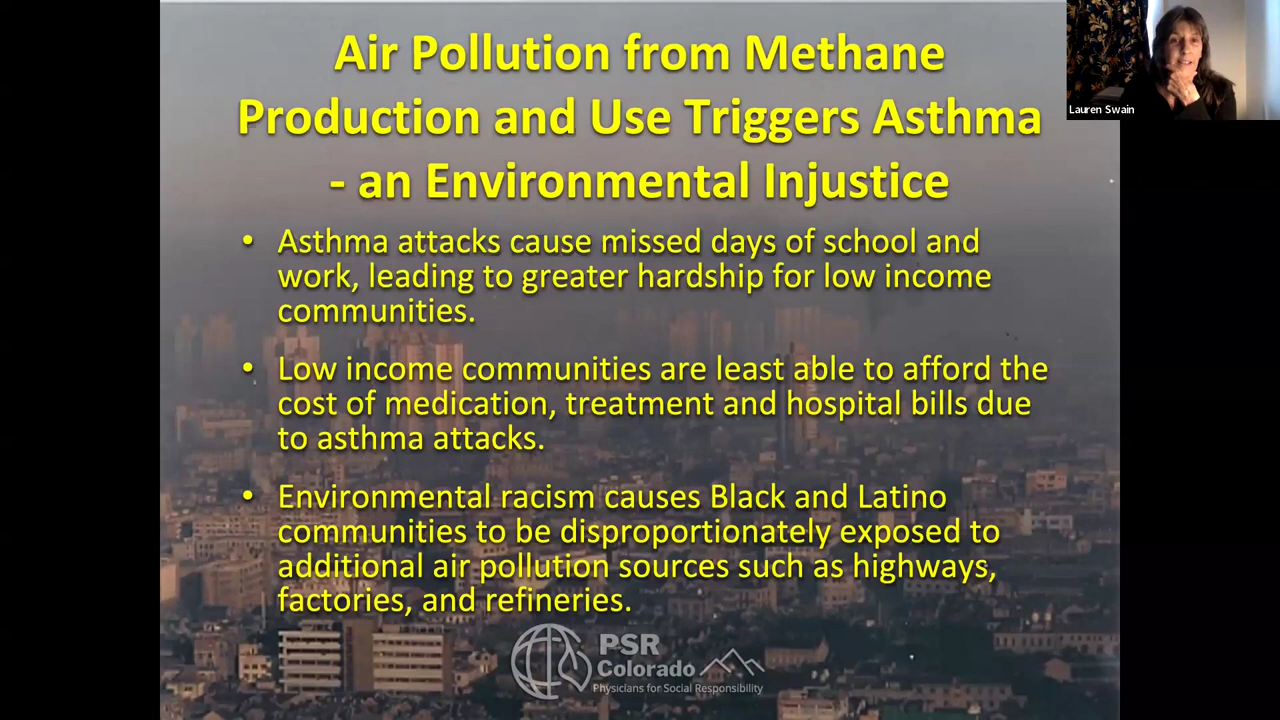 Air Pollution from Methane
Production and Use Triggers Asthma
- an Environmental Injustice
Lauren Swain
• Asthma attacks cause missed days of school and
work, leading to greater hardship for low income
communities.
• Low income communities are least able to afford the
cost of medication, treatment and hospital bills due
to asthma attacks.
• Environmental racism causes Black and Latino
communities to be disproportionately exposed to
additional air pollution sources such as highways,
factories, and refineries.
PSR
Colorado
Physicians for Social Responsibility